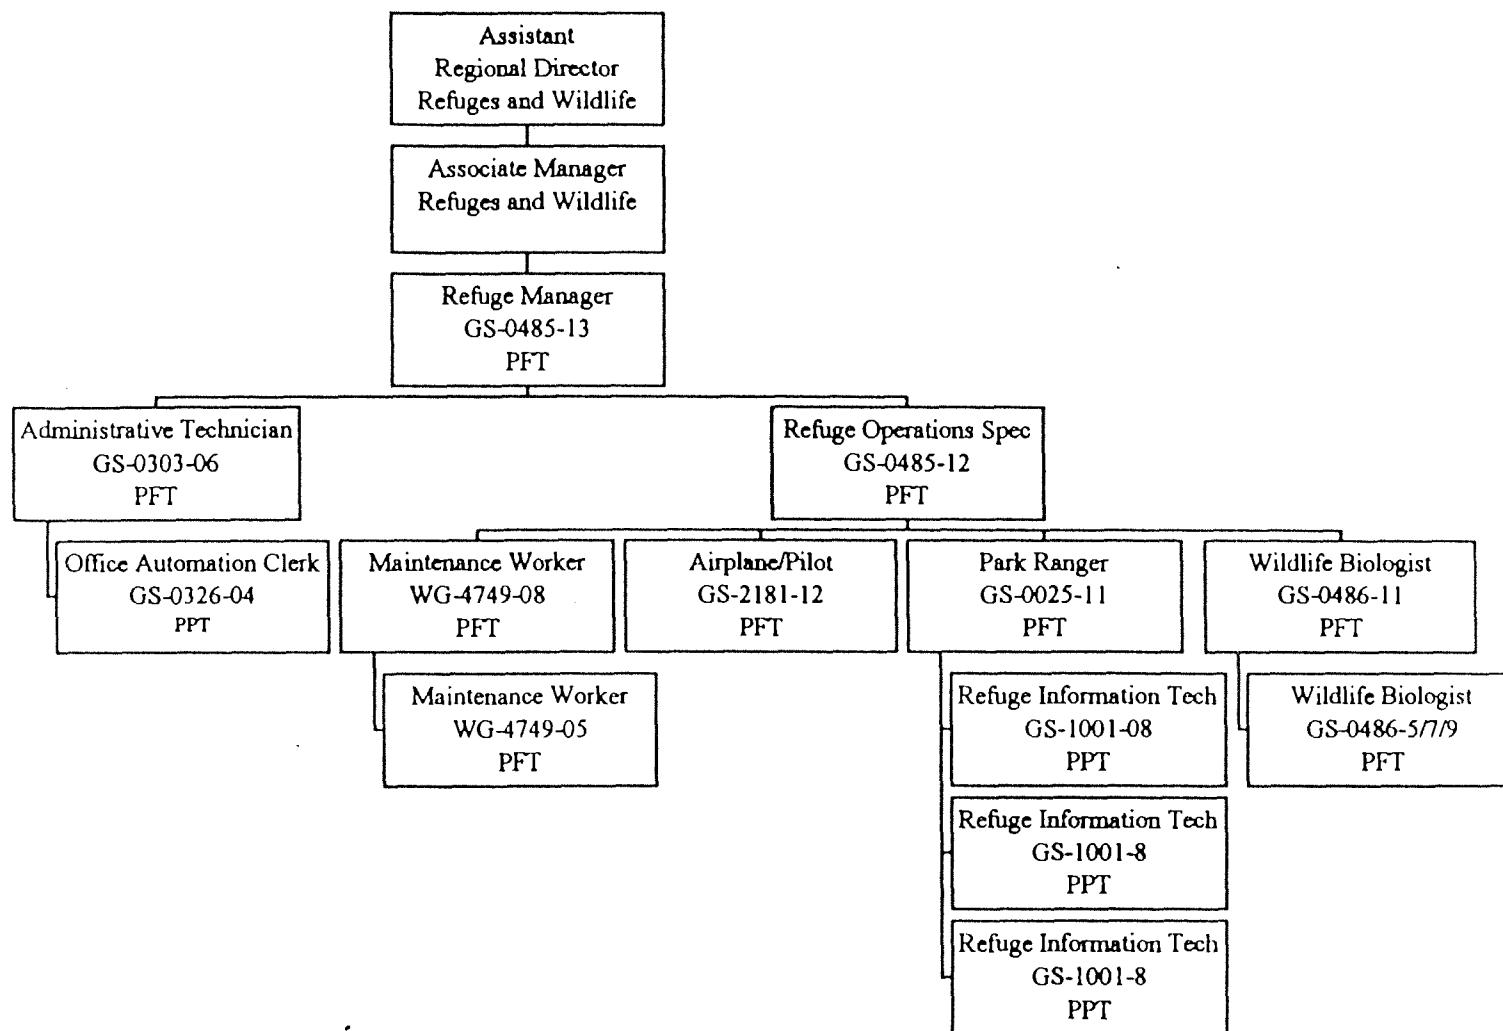 Assistant
Regional Director
Refuges and Wildlife
Associate Manager
Refuges and Wildlife
Refuge Manager
GS-0485-13
PFT
Administrative Technician
GS-0303-06
PFT
Refuge Operations Spec
GS-0485-12
PFT
Office Automation Clerk
GS-0326-04
PPT
Maintenance Worker
WG-4749-08
PFT
Airplane/Pilot
GS-2181-12
PFT
Park Ranger
GS-0025-11
PFT
Wildlife Biologist
GS-0486-11
PFT
Maintenance Worker
WG-4749-05
PFT
Refuge Information Tech
GS-1001-08
PPT
Wildlife Biologist
GS-0486-5/7/9
PFT
Refuge Information Tech
GS-1001-8
PPT
Refuge Information Tech
GS-1001-8
PPT